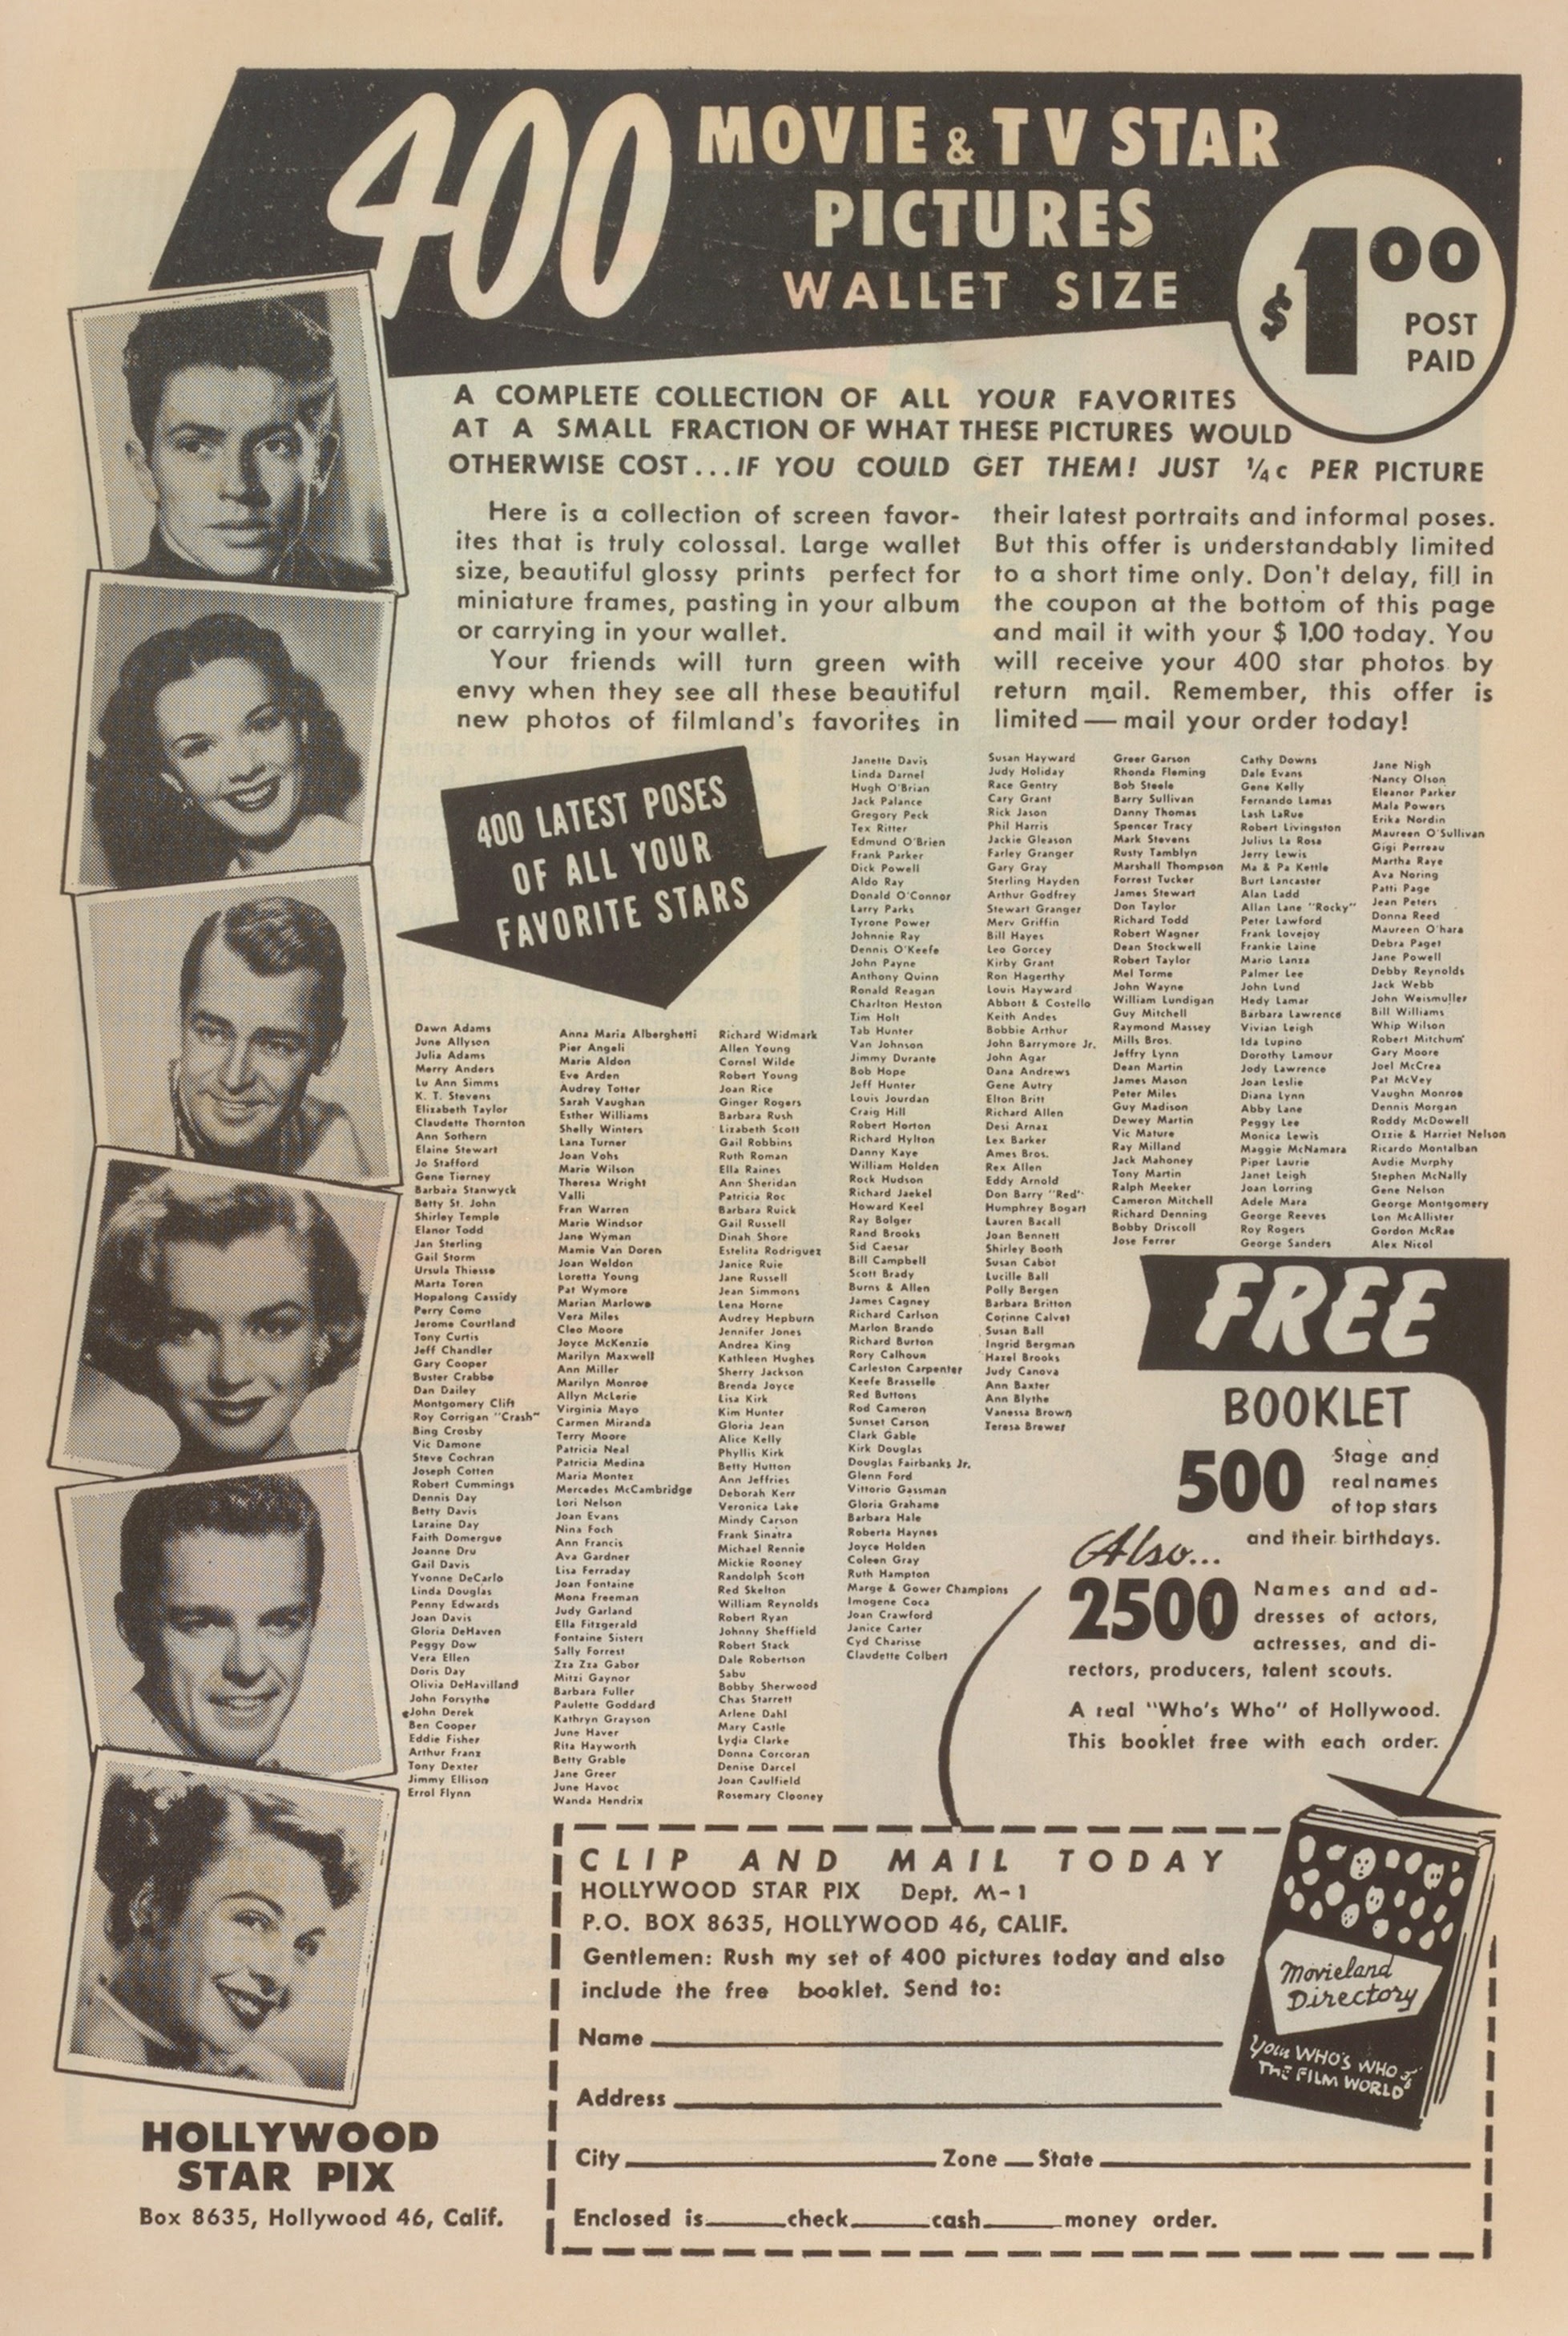 400 MOVIE & TV STAR
PICTURES
WALLET SIZE
$1.00
POST
PAID
A COMPLETE COLLECTION OF ALL YOUR FAVORITES
AT A SMALL FRACTION OF WHAT THESE PICTURES WOULD
OTHERWISE COST...IF YOU COULD GET THEM! JUST ¼c PER PICTURE
Here is a collection of screen favor-
ites that is truly colossal. Large wallet
size, beautiful glossy prints perfect for
miniature frames, pasting in your album
or carrying in your wallet.
Your friends will turn green with
envy when they see all these beautiful
new photos of filmland's favorites in
their latest portraits and informal poses.
But this offer is understandably limited
to a short time only. Don't delay, fill in
the coupon at the bottom of this page
and mail it with your $ 1.00 today. You
will receive your 400 star photos by
return mail. Remember, this offer is
limited — mail your order today!
400 LATEST POSES
OF ALL YOUR
FAVORITE STARS
Dawn Adams
June Allyson
Julia Adams
Merry Anders
Lu Ann Simms
K. T. Stevens
Elizabeth Taylor
Claudette Thornton
Ann Sothern
Elaine Stewart
Jo Stafford
Gene Tierney
Barbara Stanwyck
Betty St. John
Shirley Temple
Elanor Todd
Jan Sterling
Gail Storm
Ursula Thiesse
Marta Toren
Hopalong Cassidy
Perry Como
Jerome Courtland
Tony Curtis
Jeff Chandler
Gary Cooper
Buster Crabbe
Dan Dailey
Montgomery Clift
Roy Corrigan "Crash"
Bing Crosby
Vic Damone
Steve Cochran
Joseph Cotten
Robert Cummings
Dennis Day
Betty Davis
Laraine Day
Faith Domergue
Joanne Dru
Gail Davis
Yvonne DeCarlo
Linda Douglas
Penny Edwards
Joan Davis
Gloria DeHaven
Peggy Dow
Vera Ellen
Doris Day
Olivia DeHavilland
John Forsythe
John Derek
Ben Cooper
Eddie Fisher
Arthur Franz
Tony Dexter
Jimmy Ellison
Errol Flynn
Anna Maria Alberghetti
Pier Angeli
Marie Aldon
Eve Arden
Audrey Totter
Sarah Vaughan
Esther Williams
Shelly Winters
Lana Turner
Joan Vohs
Marie Wilson
Theresa Wright
Valli
Fran Warren
Marie Windsor
Jane Wyman
Mamie Van Doren
Joan Weldon
Loretta Young
Pat Wymore
Marian Marlowe
Vera Miles
Cleo Moore
Joyce McKenzie
Marilyn Maxwell
Ann Miller
Marilyn Monroe
Allyn McLerie
Virginia Mayo
Carmen Miranda
Terry Moore
Patricia Neal
Patricia Medina
Maria Montez
Mercedes McCambridge
Lori Nelson
Joan Evans
Nina Foch
Ann Francis
Ava Gardner
Lisa Ferraday
Joan Fontaine
Mona Freeman
Judy Garland
Ella Fitzgerald
Fontaine Sisters
Sally Forrest
Zza Zza Gabor
Mitzi Gaynor
Barbara Fuller
Paulette Goddard
Kathryn Grayson
June Haver
Rita Hayworth
Betty Grable
Jane Greer
June Havoc
Wanda Hendrix
Richard Widmark
Allen Young
Cornel Wilde
Robert Young
Joan Rice
Ginger Rogers
Barbara Rush
Lizabeth Scott
Gail Robbins
Ruth Roman
Ella Raines
Ann Sheridan
Patricia Roc
Barbara Ruick
Gail Russell
Dinah Shore
Estelita Rodriguez
Janice Ruie
Jane Russell
Jean Simmons
Lena Horne
Audrey Hepburn
Jennifer Jones
Andrea King
Kathleen Hughes
Sherry Jackson
Brenda Joyce
Lisa Kirk
Kim Hunter
Gloria Jean
Alice Kelly
Phyllis Kirk
Betty Hutton
Ann Jeffries
Deborah Kerr
Veronica Lake
Mindy Carson
Frank Sinatra
Michael Rennie
Mickie Rooney
Randolph Scott
Red Skelton
William Reynolds
Robert Ryan
Johnny Sheffield
Robert Stack
Dale Robertson
Sabu
Bobby Sherwood
Chas Starrett
Arlene Dahl
Mary Castle
Lydia Clarke
Donna Corcoran
Denise Darcel
Joan Caulfield
Rosemary Clooney
Janette Davis
Linda Darnel
Hugh O'Brian
Jack Palance
Gregory Peck
Tex Ritter
Edmund O'Brien
Frank Parker
Dick Powell
Aldo Ray
Donald O'Connor
Larry Parks
Tyrone Power
Johnnie Ray
Dennis O'Keefe
John Payne
Anthony Quinn
Ronald Reagan
Charlton Heston
Tim Holt
Tab Hunter
Van Johnson
Jimmy Durante
Bob Hope
Jeff Hunter
Louis Jourdan
Craig Hill
Robert Horton
Richard Hylton
Danny Kaye
William Holden
Rock Hudson
Richard Jaekel
Howard Keel
Ray Bolger
Rand Brooks
Sid Caesar
Bill Campbell
Scott Brady
Burns & Allen
James Cagney
Richard Carlson
Marlon Brando
Richard Burton
Rory Calhoun
Carleston Carpenter
Keefe Brasselle
Red Buttons
Rod Cameron
Sunset Carson
Clark Gable
Kirk Douglas
Douglas Fairbanks Jr.
Glenn Ford
Vittorio Gassman
Gloria Grahame
Barbara Hale
Roberta Haynes
Joyce Holden
Coleen Gray
Ruth Hampton
Marge & Gower Champions
Imogene Coca
Joan Crawford
Janice Carter
Cyd Charisse
Claudette Colbert
Susan Hayward
Judy Holiday
Race Gentry
Cary Grant
Rick Jason
Phil Harris
Jackie Gleason
Farley Granger
Gary Gray
Sterling Hayden
Arthur Godfrey
Stewart Granger
Merv Griffin
Bill Hayes
Leo Gorcey
Kirby Grant
Ron Hagerthy
Louis Hayward
Abbott & Costello
Keith Andes
Bobbie Arthur
John Barrymore Jr.
John Agar
Dana Andrews
Gene Autry
Elton Britt
Richard Allen
Desi Arnaz
Lex Barker
Ames Bros.
Rex Allen
Eddy Arnold
Don Barry "Red"
Humphrey Bogart
Lauren Bacall
Joan Bennett
Shirley Booth
Susan Cabot
Lucille Ball
Polly Bergen
Barbara Britton
Corinne Calvet
Susan Ball
Ingrid Bergman
Hazel Brooks
Judy Canova
Ann Baxter
Ann Blythe
Vanessa Brown
Teresa Brewer
Greer Garson
Rhonda Fleming
Bob Steele
Barry Sullivan
Danny Thomas
Spencer Tracy
Mark Stevens
Rusty Tamblyn
Marshall Thompson
Forrest Tucker
James Stewart
Don Taylor
Richard Todd
Robert Wagner
Dean Stockwell
Robert Taylor
Mel Torme
John Wayne
William Lundigan
Guy Mitchell
Raymond Massey
Mills Bros.
Jeffry Lynn
Dean Martin
James Mason
Peter Miles
Guy Madison
Dewey Martin
Vic Mature
Ray Milland
Jack Mahoney
Tony Martin
Ralph Meeker
Cameron Mitchell
Richard Denning
Bobby Driscoll
Jose Ferrer
Cathy Downs
Dale Evans
Gene Kelly
Fernando Lamas
Lash LaRue
Robert Livingston
Julius La Rosa
Jerry Lewis
Ma & Pa Kettle
Burt Lancaster
Alan Ladd
Allan Lane "Rocky"
Peter Lawford
Frank Lovejoy
Frankie Laine
Mario Lanza
Palmer Lee
John Lund
Hedy Lamar
Barbara Lawrence
Vivian Leigh
Ida Lupino
Dorothy Lamour
Jody Lawrence
Joan Leslie
Diana Lynn
Abby Lane
Peggy Lee
Monica Lewis
Maggie McNamara
Piper Laurie
Janet Leigh
Joan Lorring
Adele Mara
George Reeves
Roy Rogers
George Sanders
Jane Nigh
Nancy Olson
Eleanor Parker
Mala Powers
Erika Nordin
Maureen O'Sullivan
Gigi Perreau
Martha Raye
Ava Noring
Patti Page
Jean Peters
Donna Reed
Maureen O'hara
Debra Paget
Jane Powell
Debby Reynolds
Jack Webb
John Weismuller
Bill Williams
Whip Wilson
Robert Mitchum
Gary Moore
Joel McCrea
Pat McVey
Vaughn Monroe
Dennis Morgan
Roddy McDowell
Ozzie & Harriet Nelson
Ricardo Montalban
Audie Murphy
Stephen McNally
Gene Nelson
George Montgomery
Lon McAllister
Gordon McRae
Alex Nicol
FREE
BOOKLET
500 Stage and
real names
of top stars
and their birthdays.
Also...
2500 Names and ad-
dresses of actors,
actresses, and di-
rectors, producers, talent scouts.
A real "Who's Who" of Hollywood.
This booklet free with each order.
Movieland
Directory
Your WHO'S WHO of
THE FILM WORLD
CLIP AND MAIL TODAY
HOLLYWOOD STAR PIX Dept. M-1
P.O. BOX 8635, HOLLYWOOD 46, CALIF.
Gentlemen: Rush my set of 400 pictures today and also
include the free booklet. Send to:
Name
Address
City Zone State
Enclosed is check cash money order.
HOLLYWOOD
STAR PIX
Box 8635, Hollywood 46, Calif.